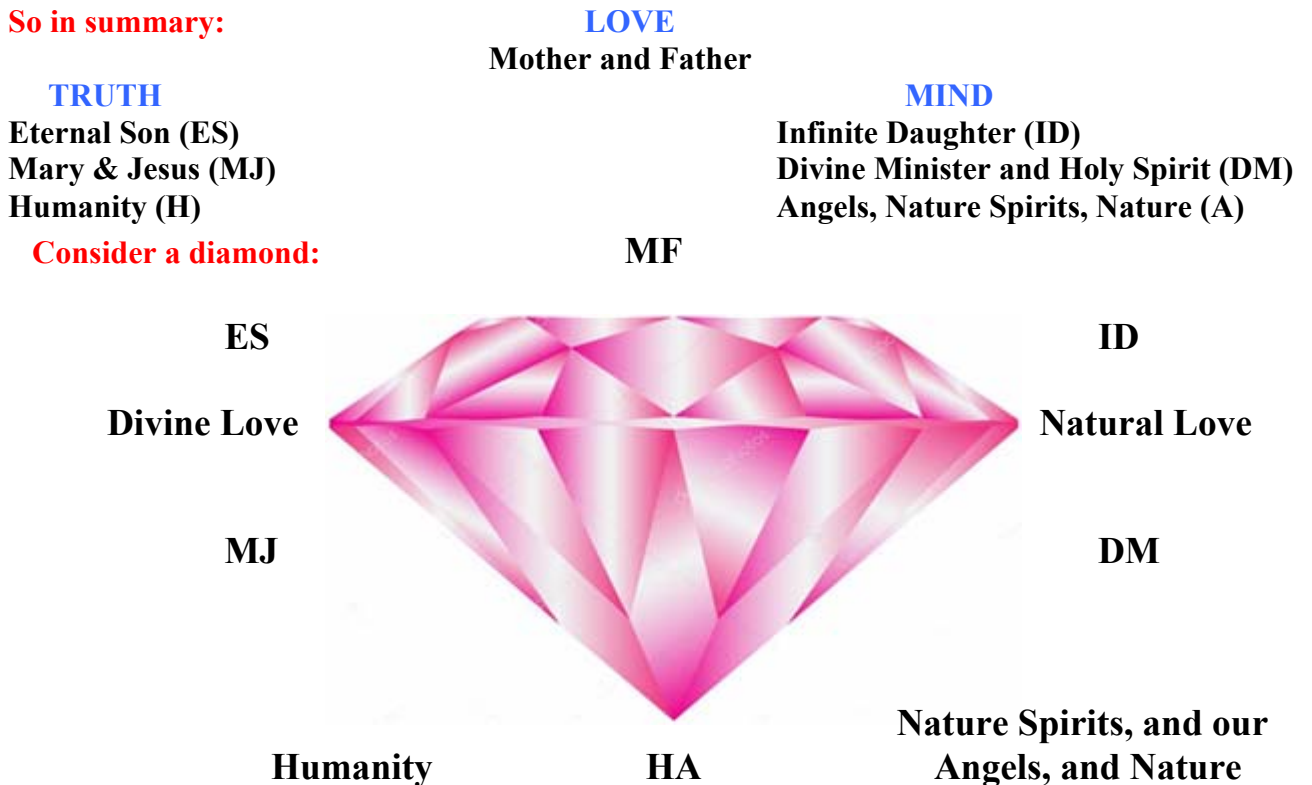 So in summary: LOVE
Mother and Father
TRUTH MIND
Eternal Son (ES) Infinite Daughter (ID)
Mary & Jesus (MJ) Divine Minister and Holy Spirit (DM)
Humanity (H) Angels, Nature Spirits, Nature (A)
Consider a diamond: MF
ES ID
Divine Love Natural Love
MJ DM
Nature Spirits, and our
Humanity HA Angels, and Nature